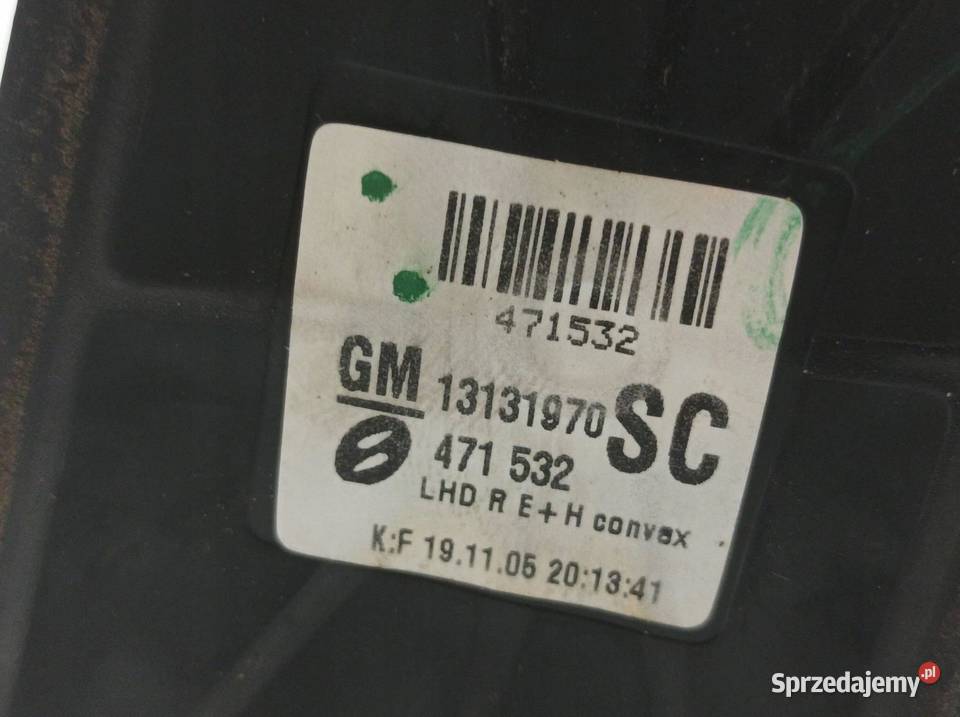 471532
GM 13131970 SC
471 532
LHD R E+H convex
K:F 19.11.05 20:13:41
Sprzedajemy.pl